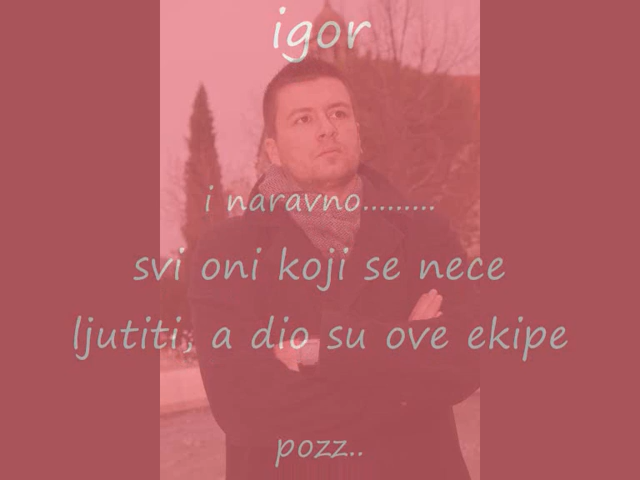 igor
i naravno.........
svi oni koji se nece
ljutiti, a dio su ove ekipe
pozz..